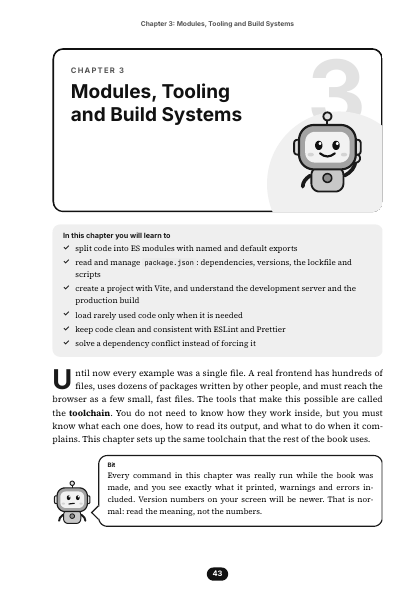 Chapter 3: Modules, Tooling and Build Systems
CHAPTER 3
3
Modules, Tooling
and Build Systems
In this chapter you will learn to
✓ split code into ES modules with named and default exports
✓ read and manage package.json : dependencies, versions, the lockfile and
scripts
✓ create a project with Vite, and understand the development server and the
production build
✓ load rarely used code only when it is needed
✓ keep code clean and consistent with ESLint and Prettier
✓ solve a dependency conflict instead of forcing it
Until now every example was a single file. A real frontend has hundreds of
files, uses dozens of packages written by other people, and must reach the
browser as a few small, fast files. The tools that make this possible are called
the toolchain. You do not need to know how they work inside, but you must
know what each one does, how to read its output, and what to do when it com-
plains. This chapter sets up the same toolchain that the rest of the book uses.
Bit
Every command in this chapter was really run while the book was
made, and you see exactly what it printed, warnings and errors in-
cluded. Version numbers on your screen will be newer. That is nor-
mal: read the meaning, not the numbers.
43